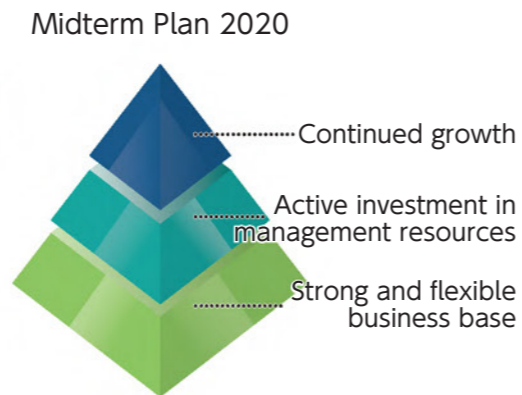 Midterm Plan 2020
Continued growth
Active investment in
management resources
Strong and flexible
business base